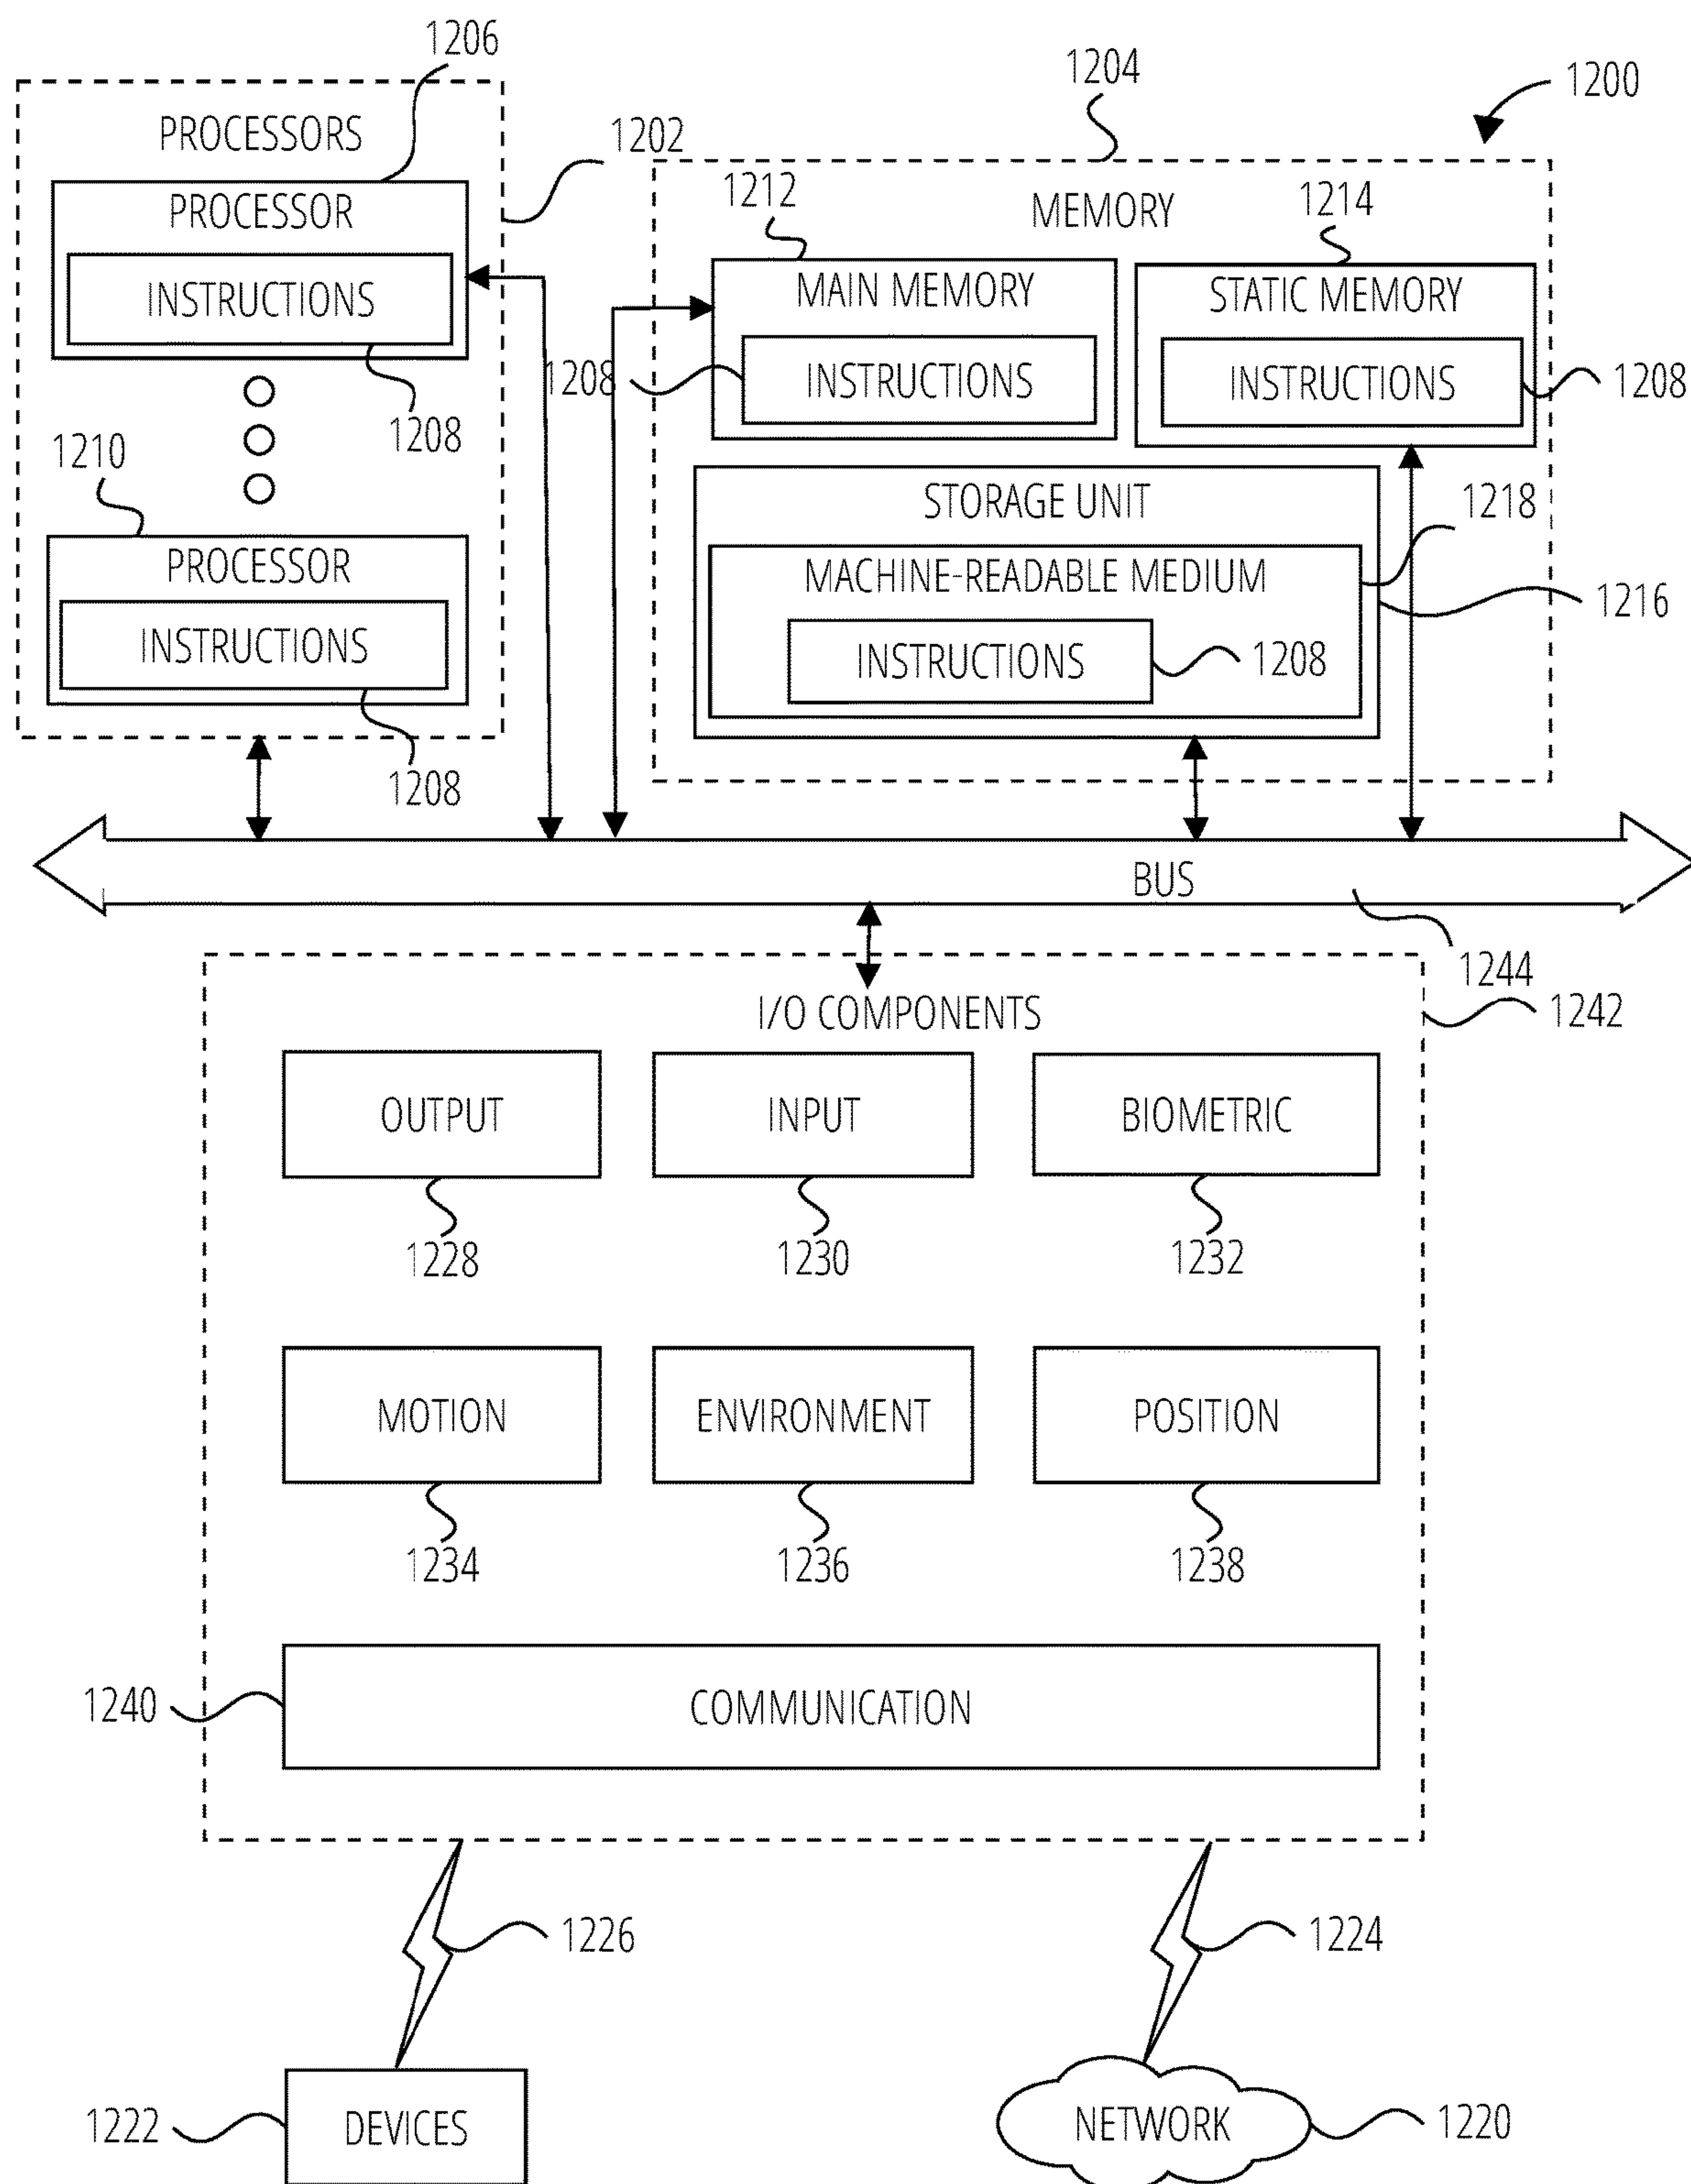 1206
1204
1200
PROCESSORS
1202
1212
1214
MEMORY
PROCESSOR
INSTRUCTIONS
MAIN MEMORY
STATIC MEMORY
1208
INSTRUCTIONS
INSTRUCTIONS
1208
1208
1210
STORAGE UNIT
1218
PROCESSOR
MACHINE-READABLE MEDIUM
1216
INSTRUCTIONS
INSTRUCTIONS
1208
1208
BUS
1244
I/O COMPONENTS
1242
OUTPUT
INPUT
BIOMETRIC
1228
1230
1232
MOTION
ENVIRONMENT
POSITION
1234
1236
1238
1240
COMMUNICATION
1226
1224
1222
DEVICES
NETWORK
1220